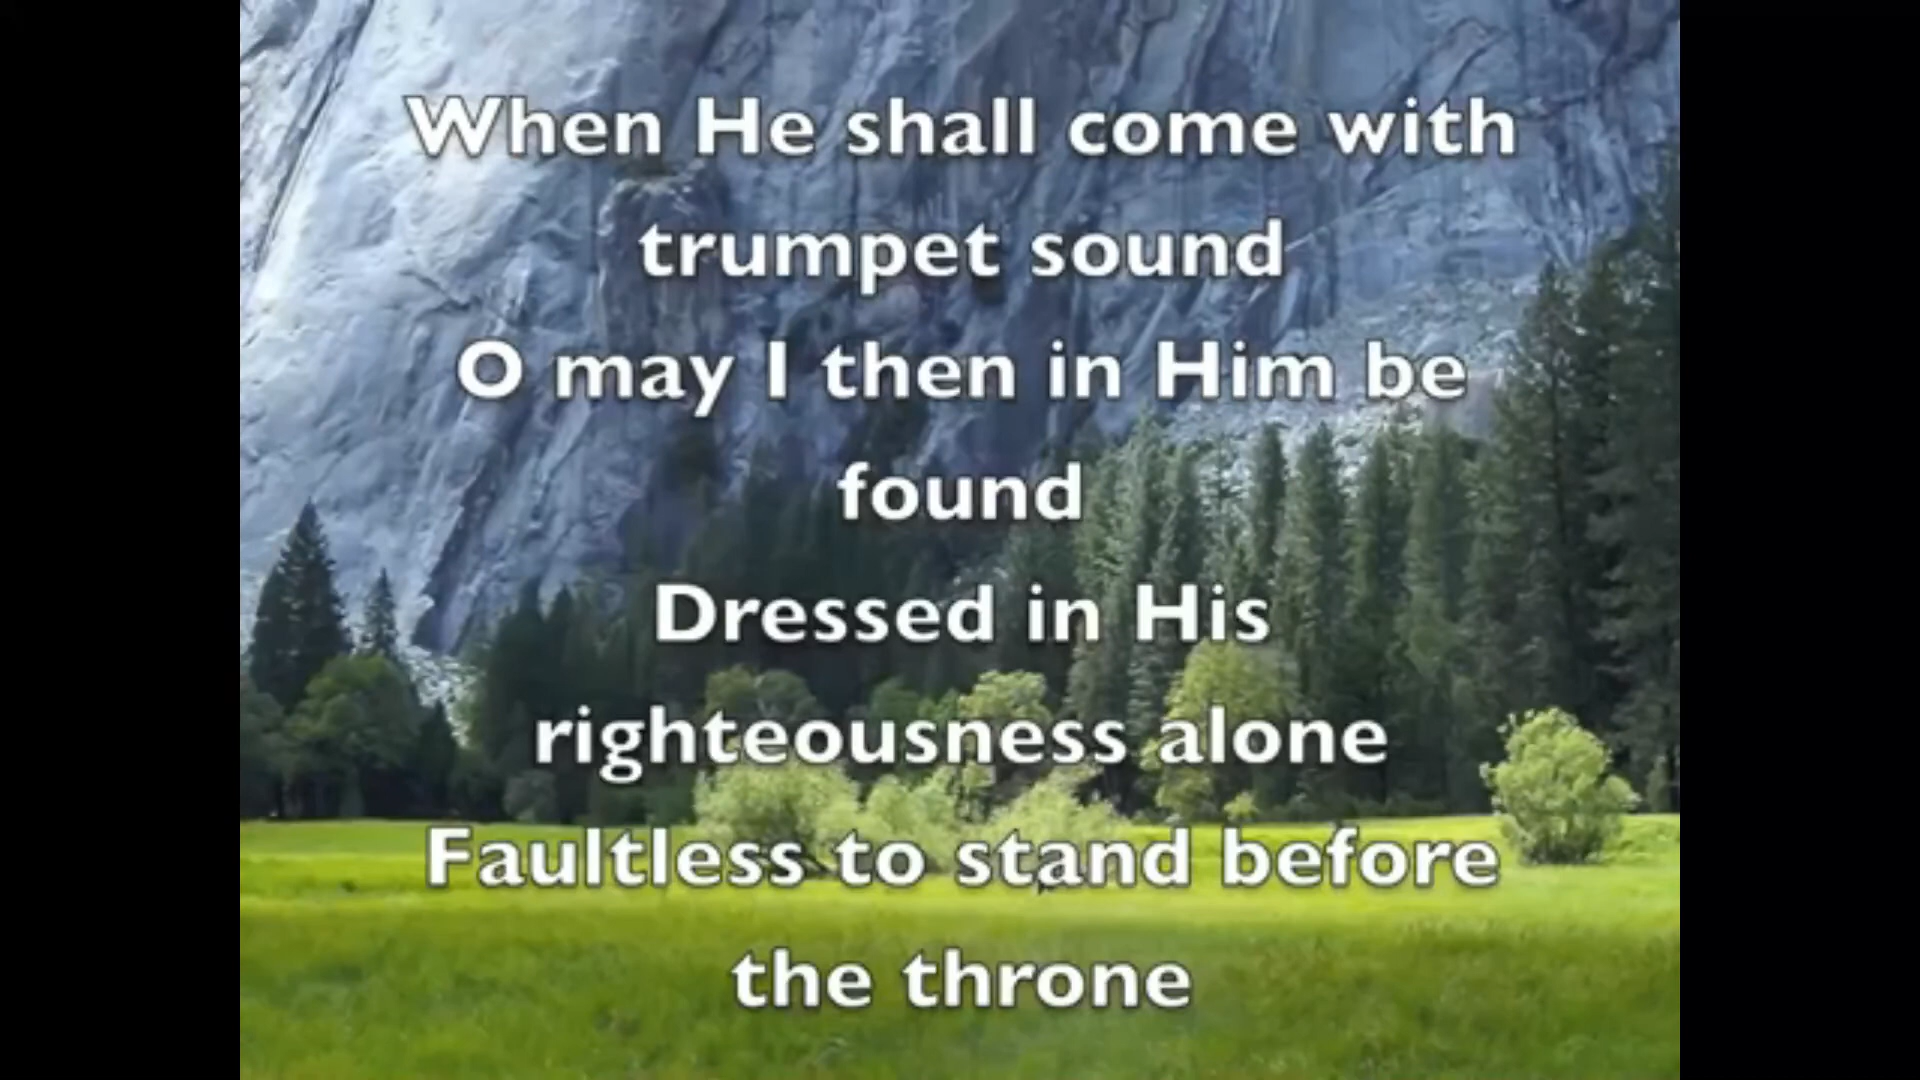 When He shall come with
trumpet sound
O may I then in Him be
found
Dressed in His
righteousness alone
Faultless to stand before
the throne